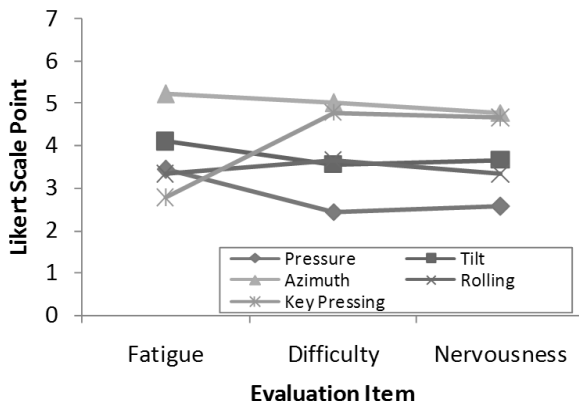 7
6
5
4
3
2
1
0
Likert Scale Point
Pressure Tilt
Azimuth Rolling
Key Pressing
Fatigue Difficulty Nervousness
Evaluation Item